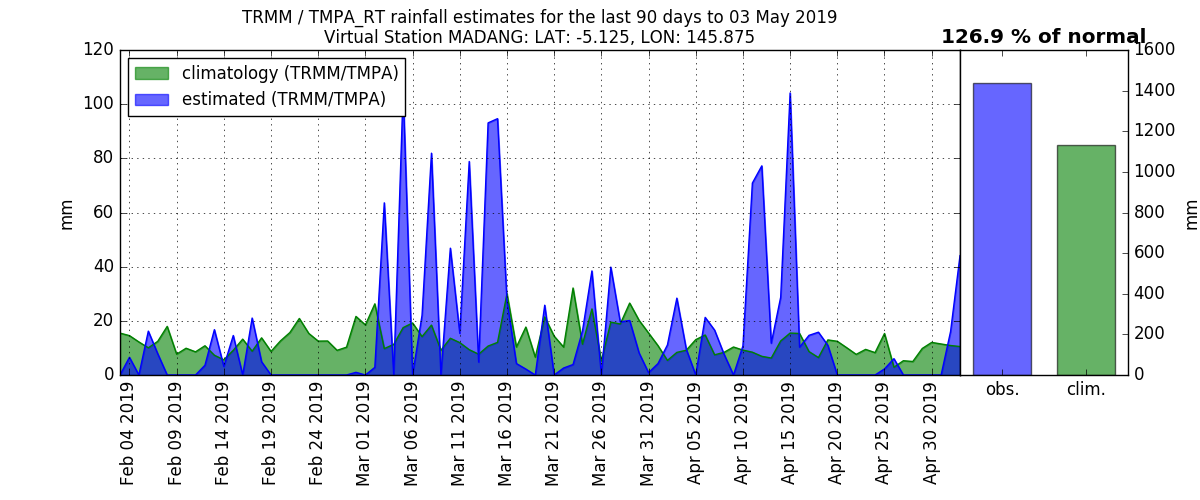 TRMM / TMPA_RT rainfall estimates for the last 90 days to 03 May 2019
Virtual Station MADANG: LAT: -5.125, LON: 145.875
126.9 % of normal
climatology (TRMM/TMPA)
estimated (TRMM/TMPA)
mm
120
100
80
60
40
20
0
Feb 04 2019
Feb 09 2019
Feb 14 2019
Feb 19 2019
Feb 24 2019
Mar 01 2019
Mar 06 2019
Mar 11 2019
Mar 16 2019
Mar 21 2019
Mar 26 2019
Mar 31 2019
Apr 05 2019
Apr 10 2019
Apr 15 2019
Apr 20 2019
Apr 25 2019
Apr 30 2019
1600
1400
1200
1000
800
600
400
200
0
mm
obs.
clim.